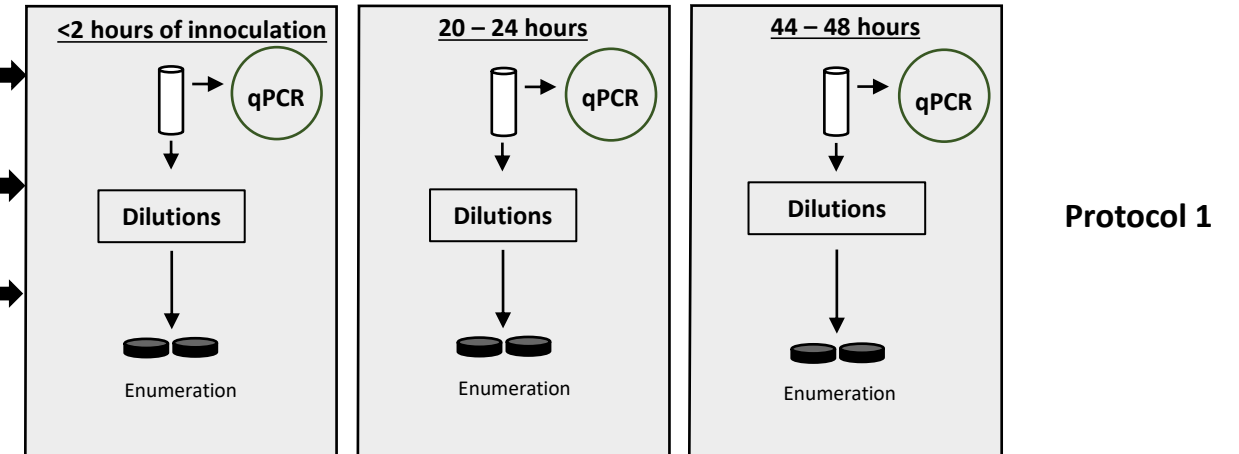 <2 hours of innoculation
qPCR
Dilutions
Enumeration
20 – 24 hours
qPCR
Dilutions
Enumeration
44 – 48 hours
qPCR
Dilutions
Enumeration
Protocol 1